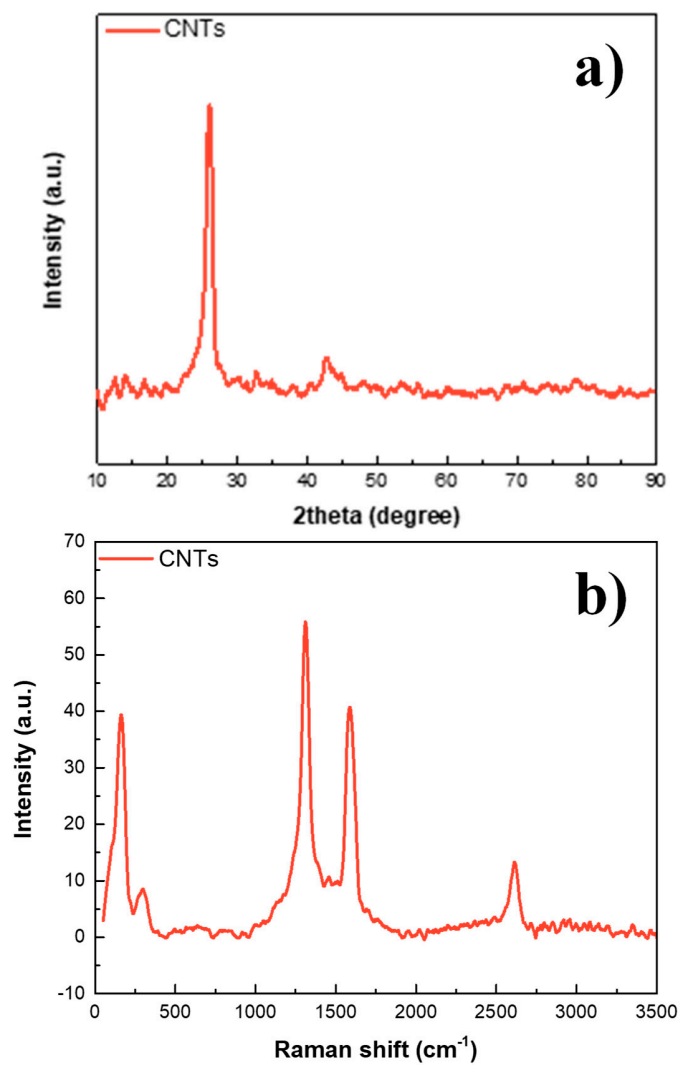 CNTs
a)
Intensity (a.u.)
10 20 30 40 50 60 70 80 90
2theta (degree)
70
CNTs
b)
60
50
40
30
20
10
0
-10
Intensity (a.u.)
0 500 1000 1500 2000 2500 3000 3500
Raman shift (cm⁻¹)